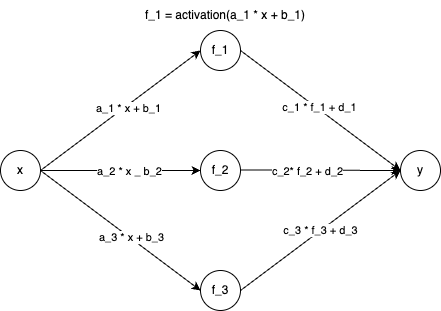 f_1 = activation(a_1 * x + b_1)
f_1
a_1 * x + b_1
c_1 * f_1 + d_1
x
a_2 * x _ b_2
f_2
c_2* f_2 + d_2
y
a_3 * x + b_3
c_3 * f_3 + d_3
f_3